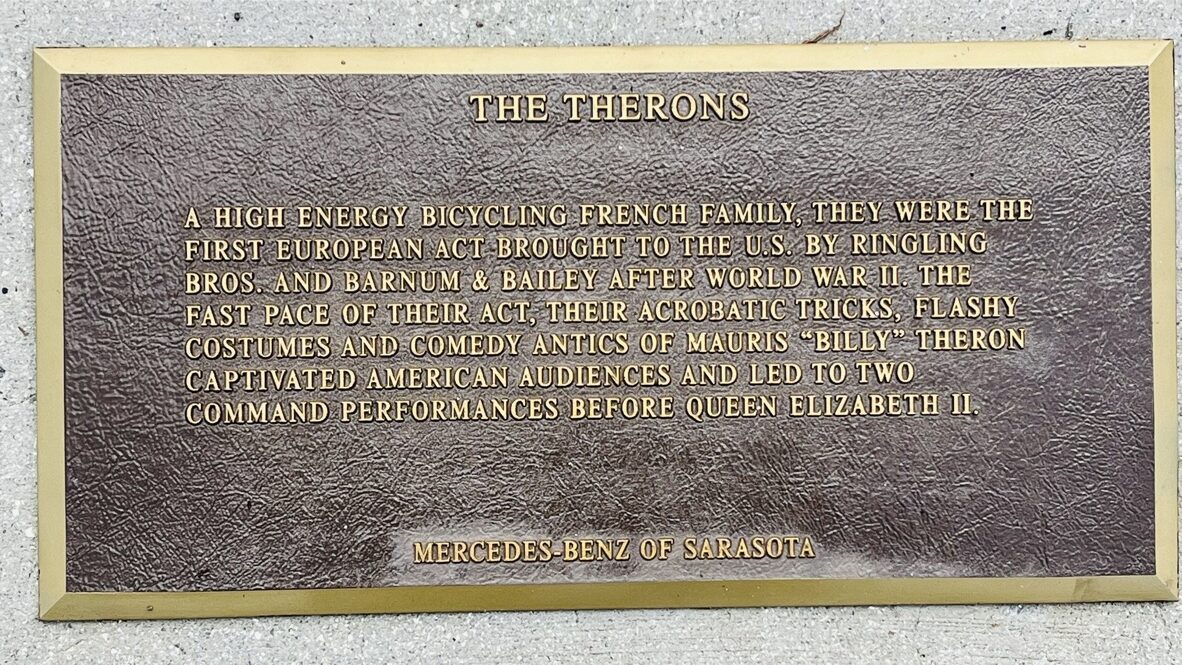 THE THERONS
A HIGH ENERGY BICYCLING FRENCH FAMILY, THEY WERE THE
FIRST EUROPEAN ACT BROUGHT TO THE U.S. BY RINGLING
BROS. AND BARNUM & BAILEY AFTER WORLD WAR II. THE
FAST PACE OF THEIR ACT, THEIR ACROBATIC TRICKS, FLASHY
COSTUMES AND COMEDY ANTICS OF MAURIS “BILLY” THERON
CAPTIVATED AMERICAN AUDIENCES AND LED TO TWO
COMMAND PERFORMANCES BEFORE QUEEN ELIZABETH II.
MERCEDES-BENZ OF SARASOTA